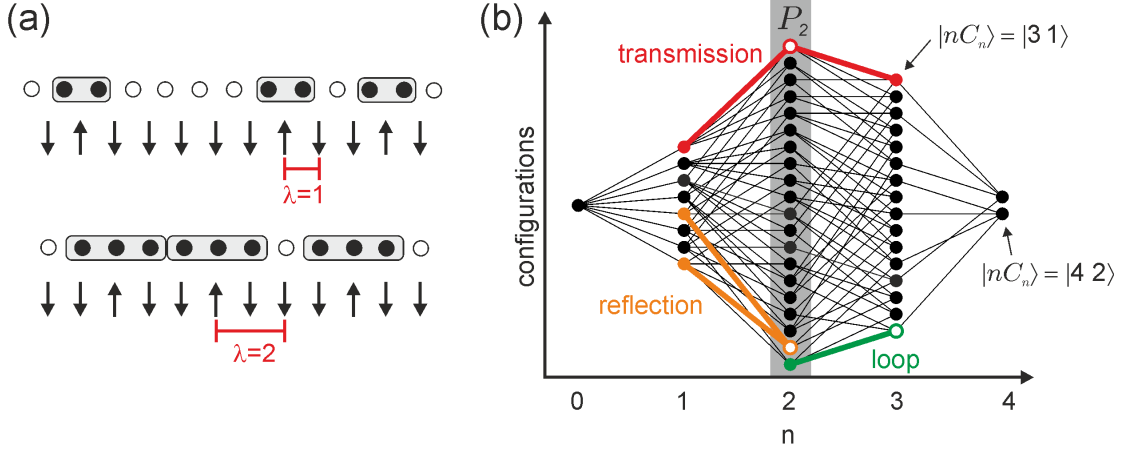 (a)
λ=1
λ=2
(b)
P₂
transmission
|nCₙ⟩ = |3 1⟩
configurations
reflection
|nCₙ⟩ = |4 2⟩
loop
0 1 2 3 4
n